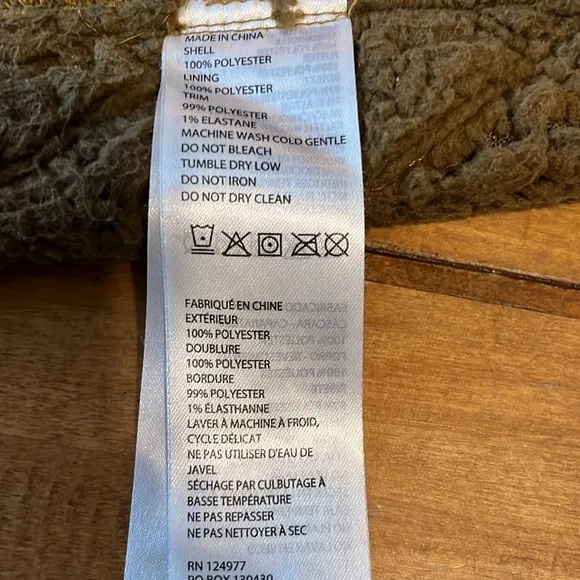 MADE IN CHINA
SHELL
100% POLYESTER
LINING
100% POLYESTER
TRIM
99% POLYESTER
1% ELASTANE
MACHINE WASH COLD GENTLE
DO NOT BLEACH
TUMBLE DRY LOW
DO NOT IRON
DO NOT DRY CLEAN
FABRIQUÉ EN CHINE
EXTÉRIEUR
100% POLYESTER
DOUBLURE
100% POLYESTER
BORDURE
99% POLYESTER
1% ÉLASTHANNE
LAVER À MACHINE À FROID,
CYCLE DÉLICAT
NE PAS UTILISER D'EAU DE
JAVEL
SÉCHAGE PAR CULBUTAGE À
BASSE TEMPÉRATURE
NE PAS REPASSER
NE PAS NETTOYER À SEC
RN 124977
PO BOX 130430